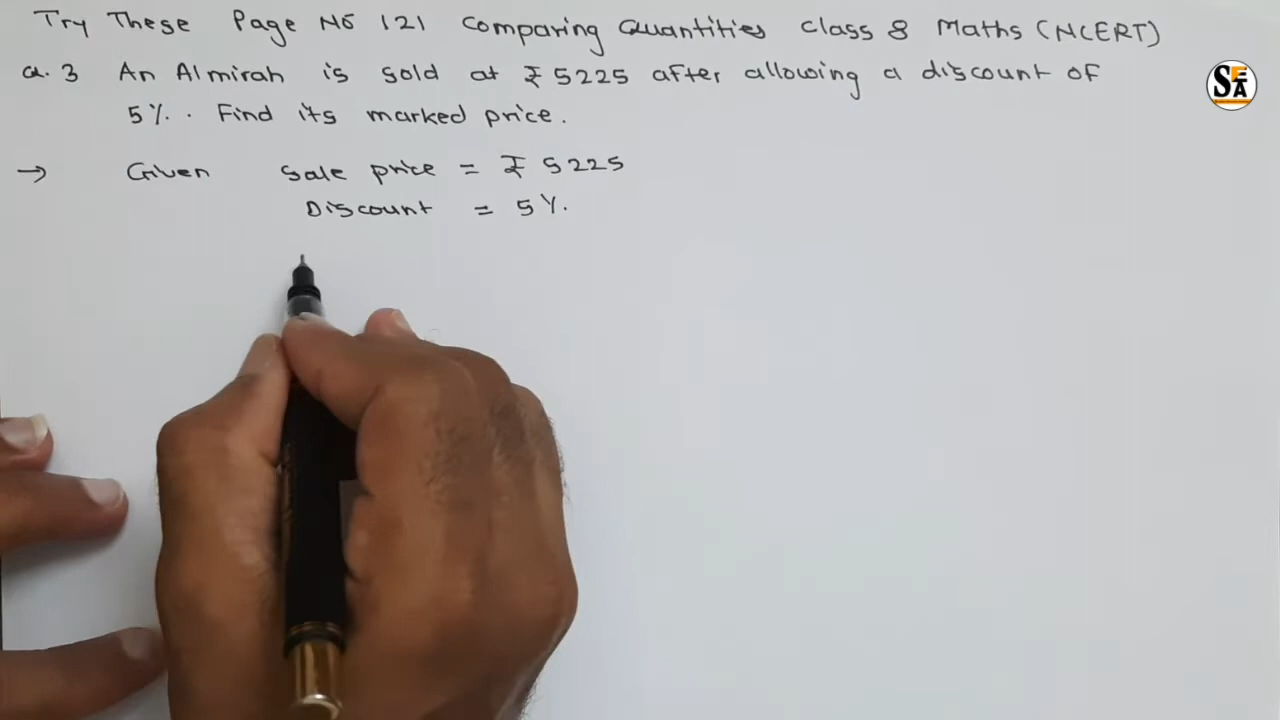 Try These Page No 121 Comparing Quantities Class 8 Maths (NCERT)
Q.3 An Almirah is sold at ₹5225 after allowing a discount of
5%. Find its marked price.
→ Given Sale price = ₹ 5225
Discount = 5%.
SFA